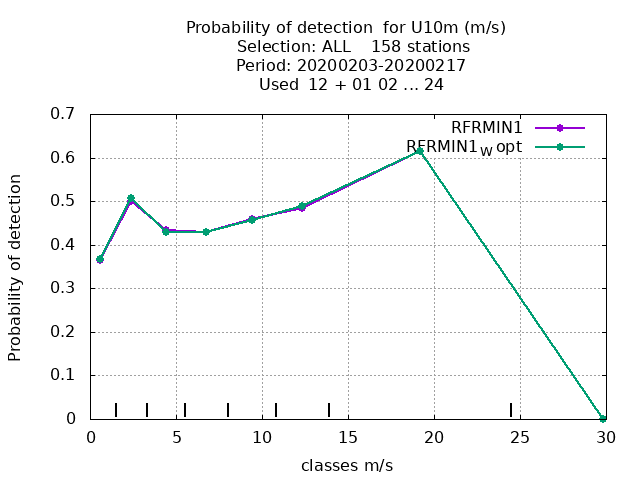 Probability of detection  for U10m (m/s)
Selection: ALL    158 stations
Period: 20200203-20200217
Used  12 + 01 02 ... 24
RFRMIN1
RFRMIN1W opt
0.7
0.6
0.5
0.4
0.3
0.2
0.1
0
Probability of detection
0 5 10 15 20 25 30
classes m/s